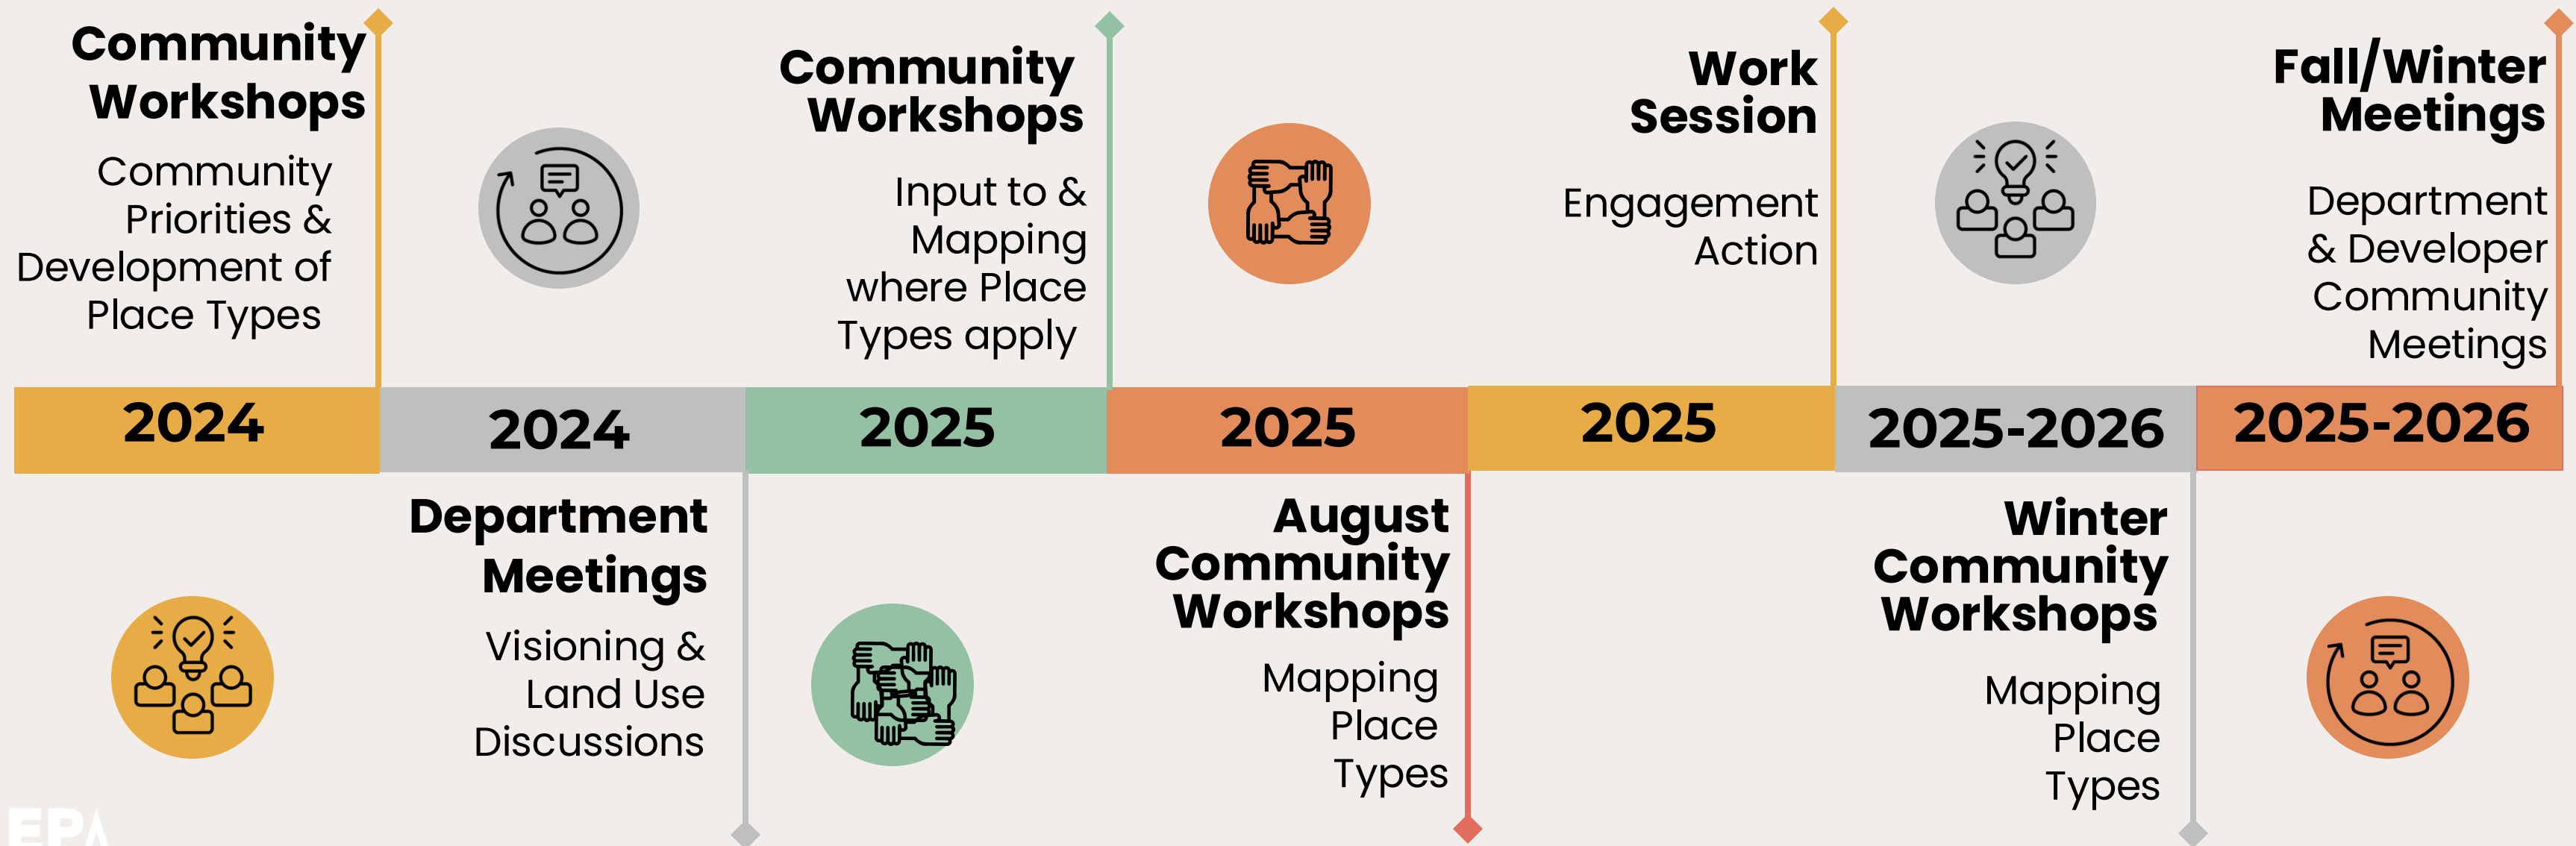 Community
Workshops
Community
Priorities &
Development of
Place Types
2024
2024
Department
Meetings
Visioning &
Land Use
Discussions
Community
Workshops
Input to &
Mapping
where Place
Types apply
2025
2025
August
Community
Workshops
Mapping
Place
Types
Work
Session
Engagement
Action
2025
2025-2026
Winter
Community
Workshops
Mapping
Place
Types
Fall/Winter
Meetings
Department
& Developer
Community
Meetings
2025-2026
EPA